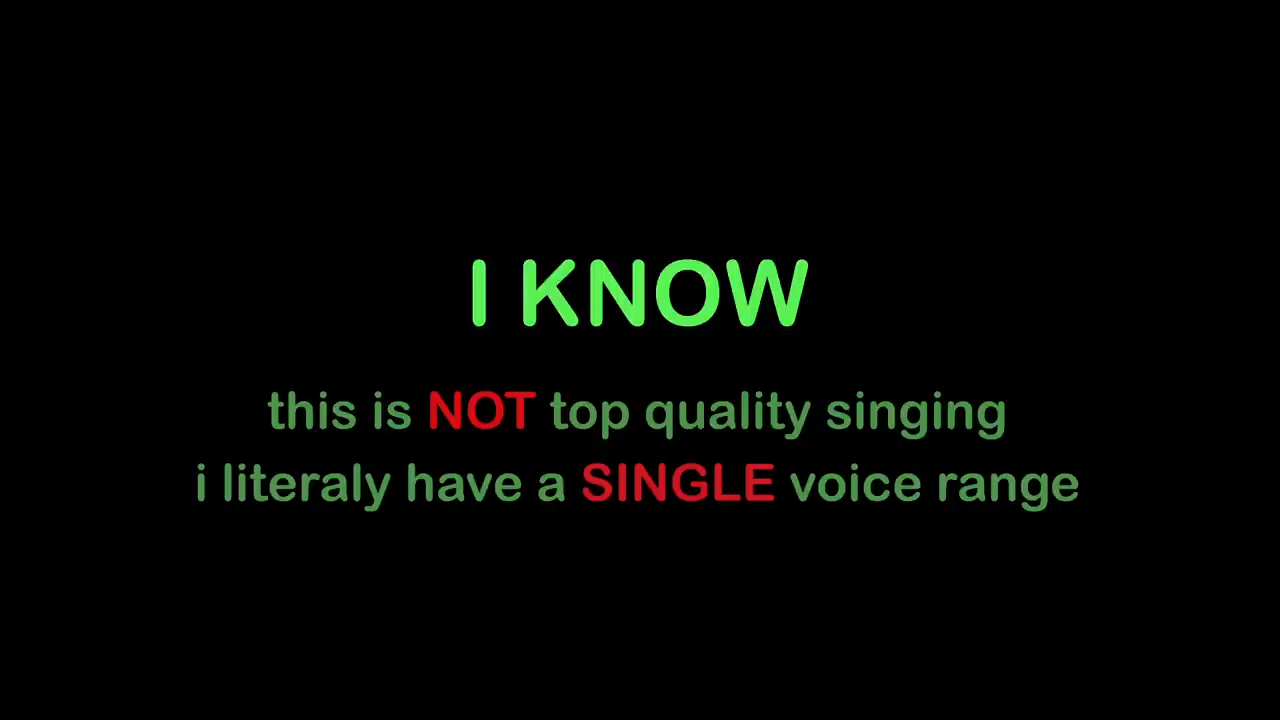 I KNOW
this is NOT top quality singing
i literaly have a SINGLE voice range